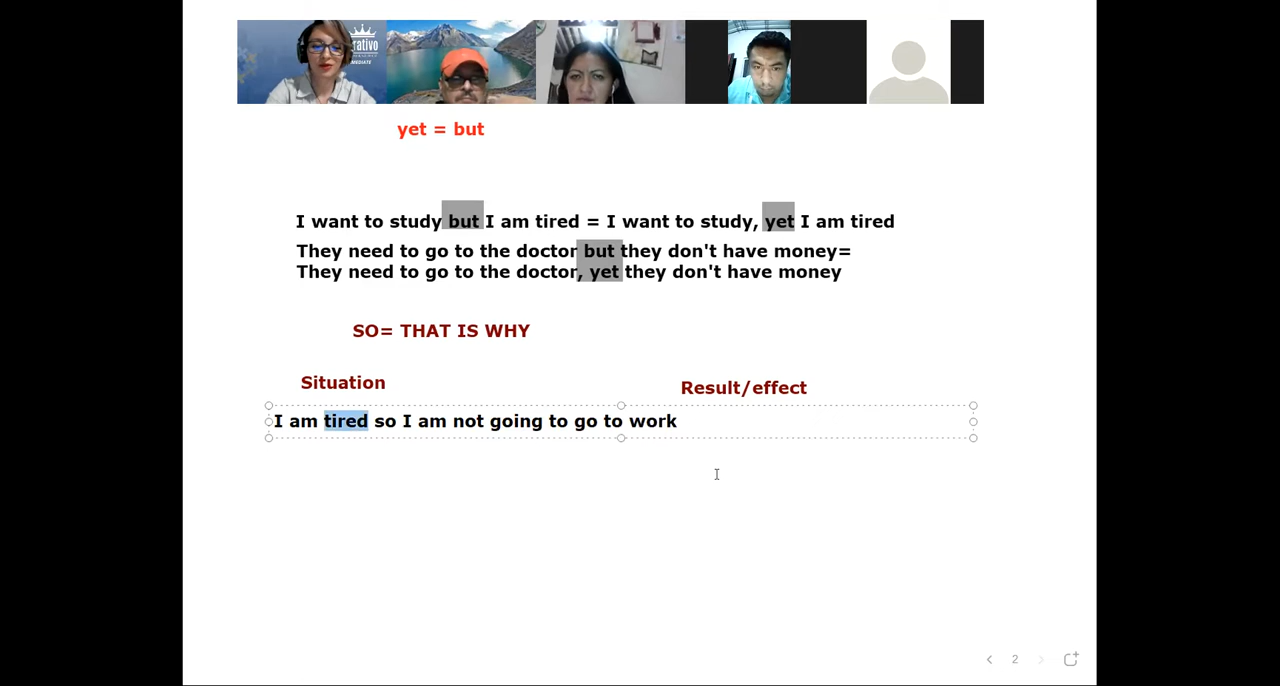 rativo
MEDIATE
yet = but
I want to study but I am tired = I want to study, yet I am tired
They need to go to the doctor but they don't have money=
They need to go to the doctor, yet they don't have money
SO= THAT IS WHY
Situation
Result/effect
I am tired so I am not going to go to work
2